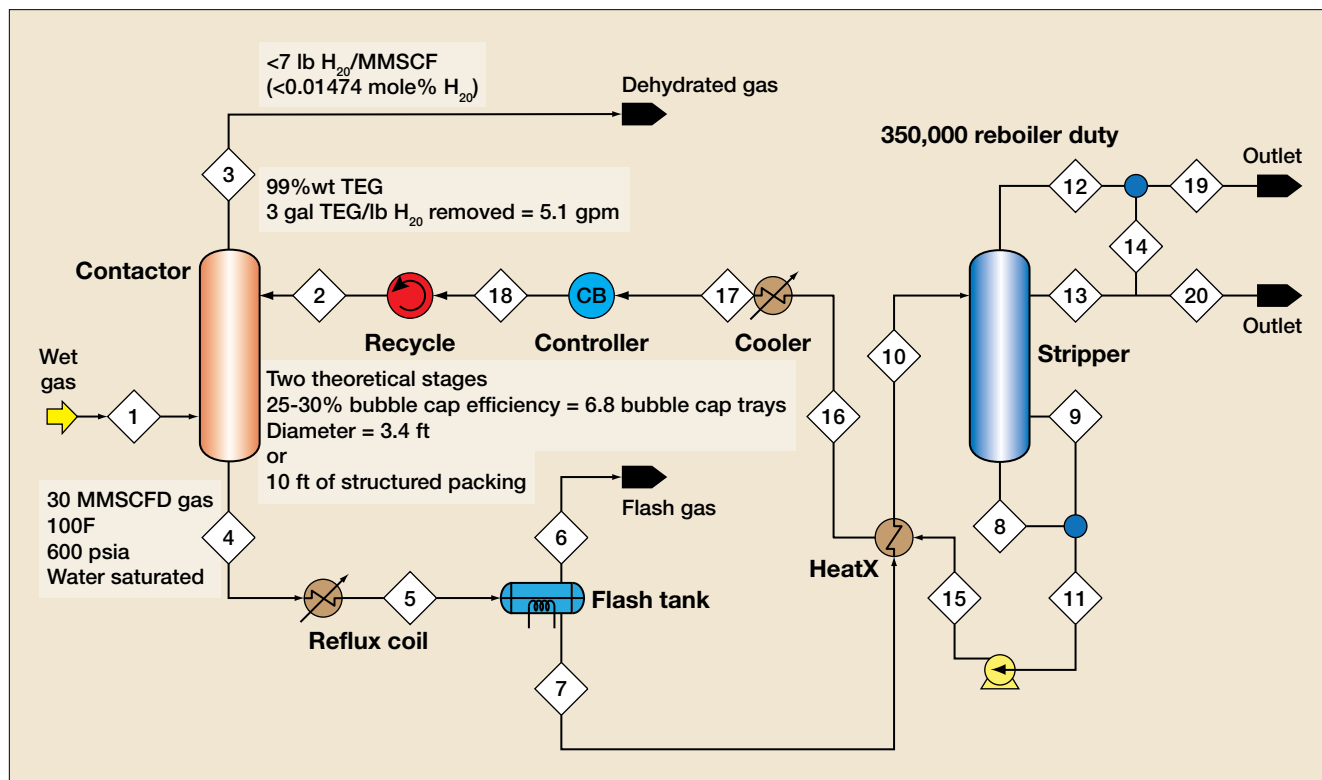 <7 lb H20/MMSCF
(<0.01474 mole% H20)
Dehydrated gas
350,000 reboiler duty
Outlet
3
12
19
99%wt TEG
3 gal TEG/lb H20 removed = 5.1 gpm
14
Contactor
2
18
CB
17
13
20
Recycle
Controller
Cooler
10
Stripper
Outlet
Wet
gas
1
Two theoretical stages
25-30% bubble cap efficiency = 6.8 bubble cap trays
Diameter = 3.4 ft
or
10 ft of structured packing
16
9
30 MMSCFD gas
100F
600 psia
Water saturated
4
6
Flash gas
8
HeatX
5
Flash tank
15
11
Reflux coil
7